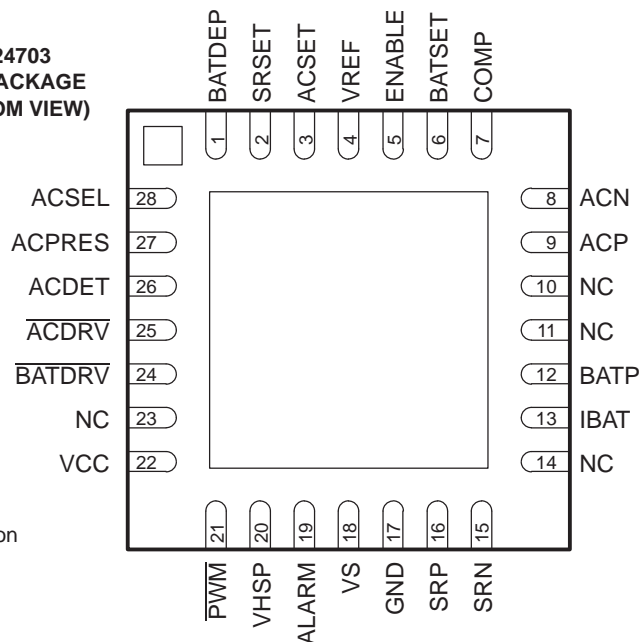 24703
PACKAGE
OM VIEW)
BATDEP
SRSET
ACSET
VREF
ENABLE
BATSET
COMP
1 2 3 4 5 6 7
ACSEL 28
ACPRES 27
ACDET 26
ACDRV 25
BATDRV 24
NC 23
VCC 22
8 ACN
9 ACP
10 NC
11 NC
12 BATP
13 IBAT
14 NC
on
21 20 19 18 17 16 15
PWM
VHSP
ALARM
VS
GND
SRP
SRN